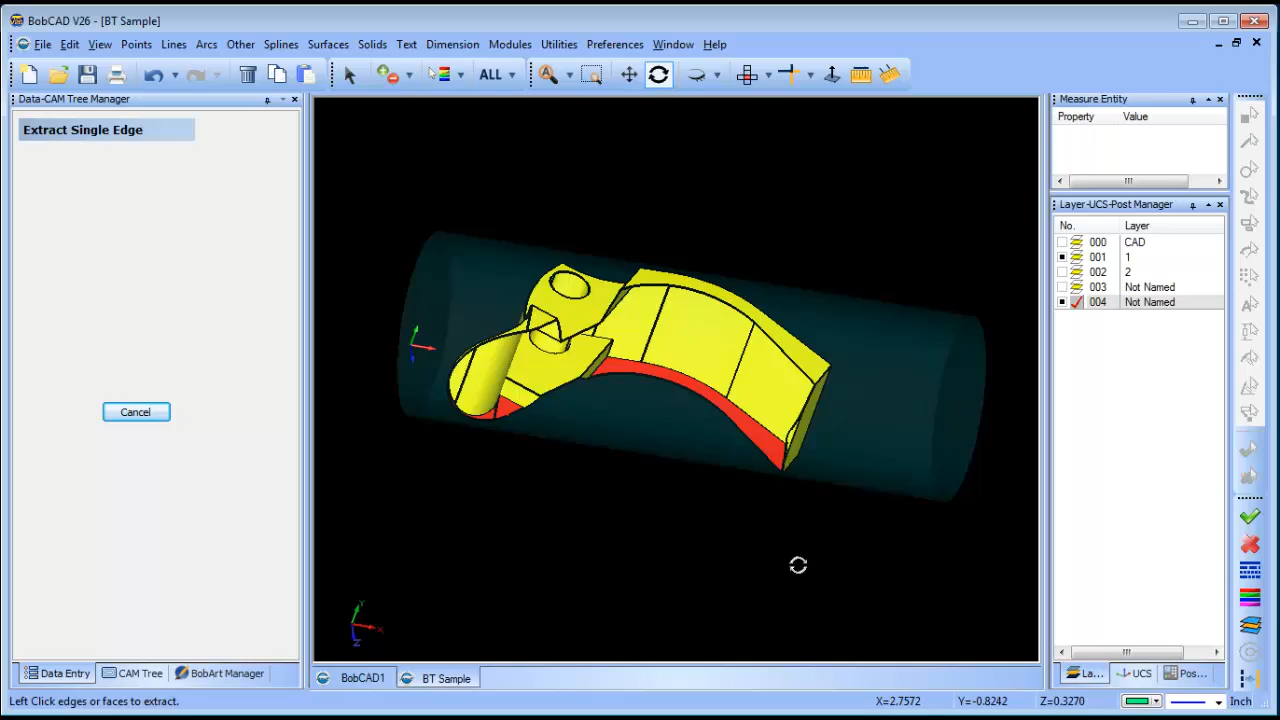 BobCAD V26 - [BT Sample]
File Edit View Points Lines Arcs Other Splines Surfaces Solids Text Dimension Modules Utilities Preferences Window Help
ALL
Data-CAM Tree Manager
Measure Entity
Property Value
Extract Single Edge
Layer-UCS-Post Manager
No. Layer
000 CAD
001 1
002 2
003 Not Named
004 Not Named
Cancel
Y
X
Z
Data Entry CAM Tree BobArt Manager
BobCAD1 BT Sample
La... UCS Pos...
Left Click edges or faces to extract.
X=2.7572 Y=-0.8242 Z=0.3270 Inch